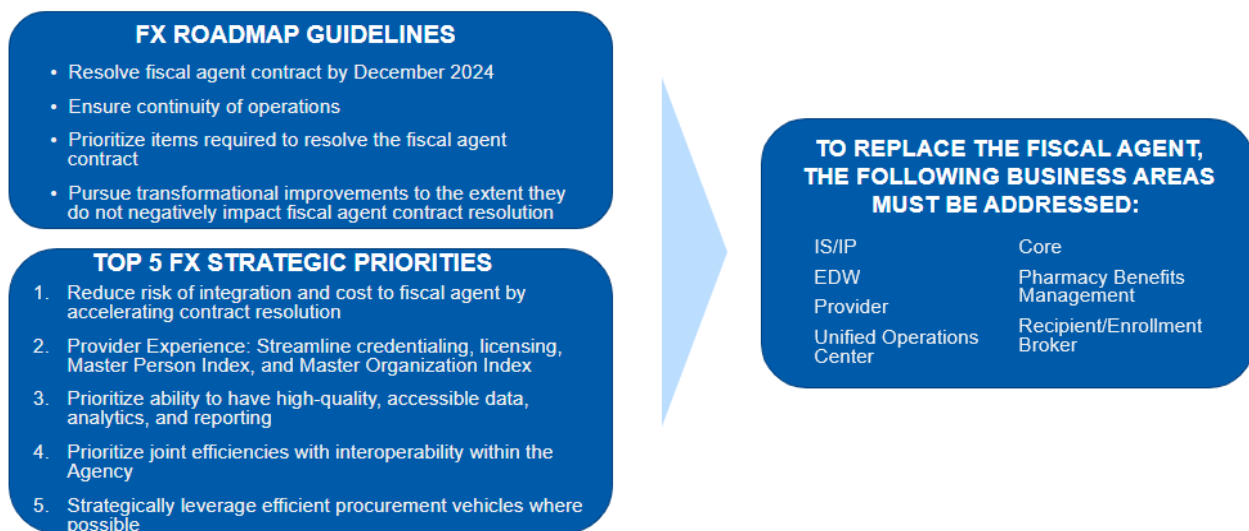 FX ROADMAP GUIDELINES
• Resolve fiscal agent contract by December 2024
• Ensure continuity of operations
• Prioritize items required to resolve the fiscal agent
contract
• Pursue transformational improvements to the extent they
do not negatively impact fiscal agent contract resolution
TOP 5 FX STRATEGIC PRIORITIES
1. Reduce risk of integration and cost to fiscal agent by
accelerating contract resolution
2. Provider Experience: Streamline credentialing, licensing,
Master Person Index, and Master Organization Index
3. Prioritize ability to have high-quality, accessible data,
analytics, and reporting
4. Prioritize joint efficiencies with interoperability within the
Agency
5. Strategically leverage efficient procurement vehicles where
possible
TO REPLACE THE FISCAL AGENT,
THE FOLLOWING BUSINESS AREAS
MUST BE ADDRESSED:
IS/IP
EDW
Provider
Unified Operations
Center
Core
Pharmacy Benefits
Management
Recipient/Enrollment
Broker